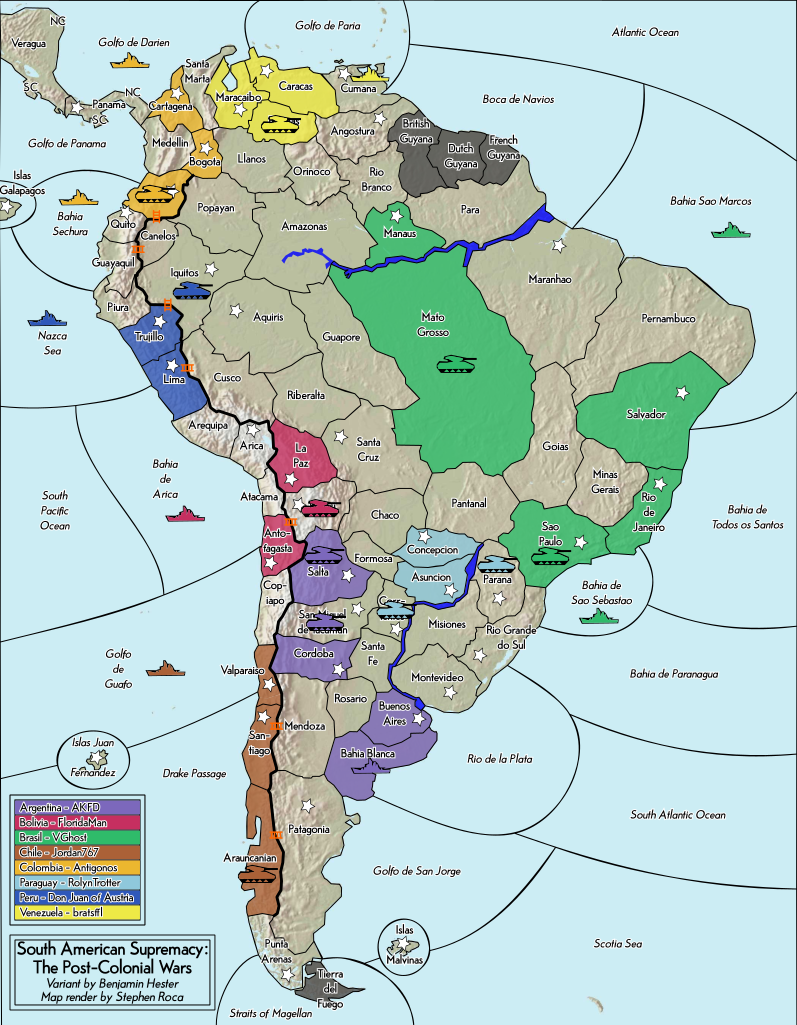 NC
Veragua
Golfo de Darien
Golfo de Paria
Atlantic Ocean
Santa
Marta
SC
NC
Panama
SC
Cartagena
Maracaibo
Caracas
Cumana
Boca de Navios
Golfo de Panama
Medellin
Bogota
Llanos
Angostura
British
Guyana
Dutch
Guyana
French
Guyana
Orinoco
Rio
Branco
Islas
Galapagos
Bahia
Sechura
Quito
Popayan
Canelos
Amazonas
Manaus
Para
Bahia Sao Marcos
Guayaquil
Iquitos
Maranhao
Piura
Nazca
Sea
Trujillo
Aquiris
Mato
Grosso
Pernambuco
Guapore
Lima
Cusco
Riberalta
Salvador
Arequipa
Arica
La
Paz
Santa
Cruz
Goias
Bahia
de
Arica
Minas
Gerais
South
Pacific
Ocean
Atacama
Pantanal
Rio
de
Janeiro
Chaco
Bahia de
Todos os Santos
Anto-
fagasta
Sao
Paulo
Concepcion
Formosa
Salta
Asuncion
Parana
Cop-
iapo
Bahia de
Sao Sebastao
Corr-
San Miguel
de Tucaman
Misiones
Rio Grande
do Sul
Golfo
de
Guafo
Cordoba
Santa
Fe
Valparaiso
Montevideo
Bahia de Paranagua
Rosario
Buenos
Aires
San-
tiago
Mendoza
Islas Juan
Fernandez
Bahia Blanca
Rio de la Plata
Drake Passage
Argentina - AKFD
Bolivia - FloridaMan
Brasil - VGhost
Chile - Jordan767
Colombia - Antigonos
Paraguay - RolynTrotter
Peru - Don Juan of Austria
Venezuela - bratsffl
Patagonia
South Atlantic Ocean
Araucanian
Golfo de San Jorge
South American Supremacy:
The Post-Colonial Wars
Variant by Benjamin Hester
Map render by Stephen Roca
Islas
Malvinas
Scotia Sea
Punta
Arenas
Tierra
del
Fuego
Straits of Magellan